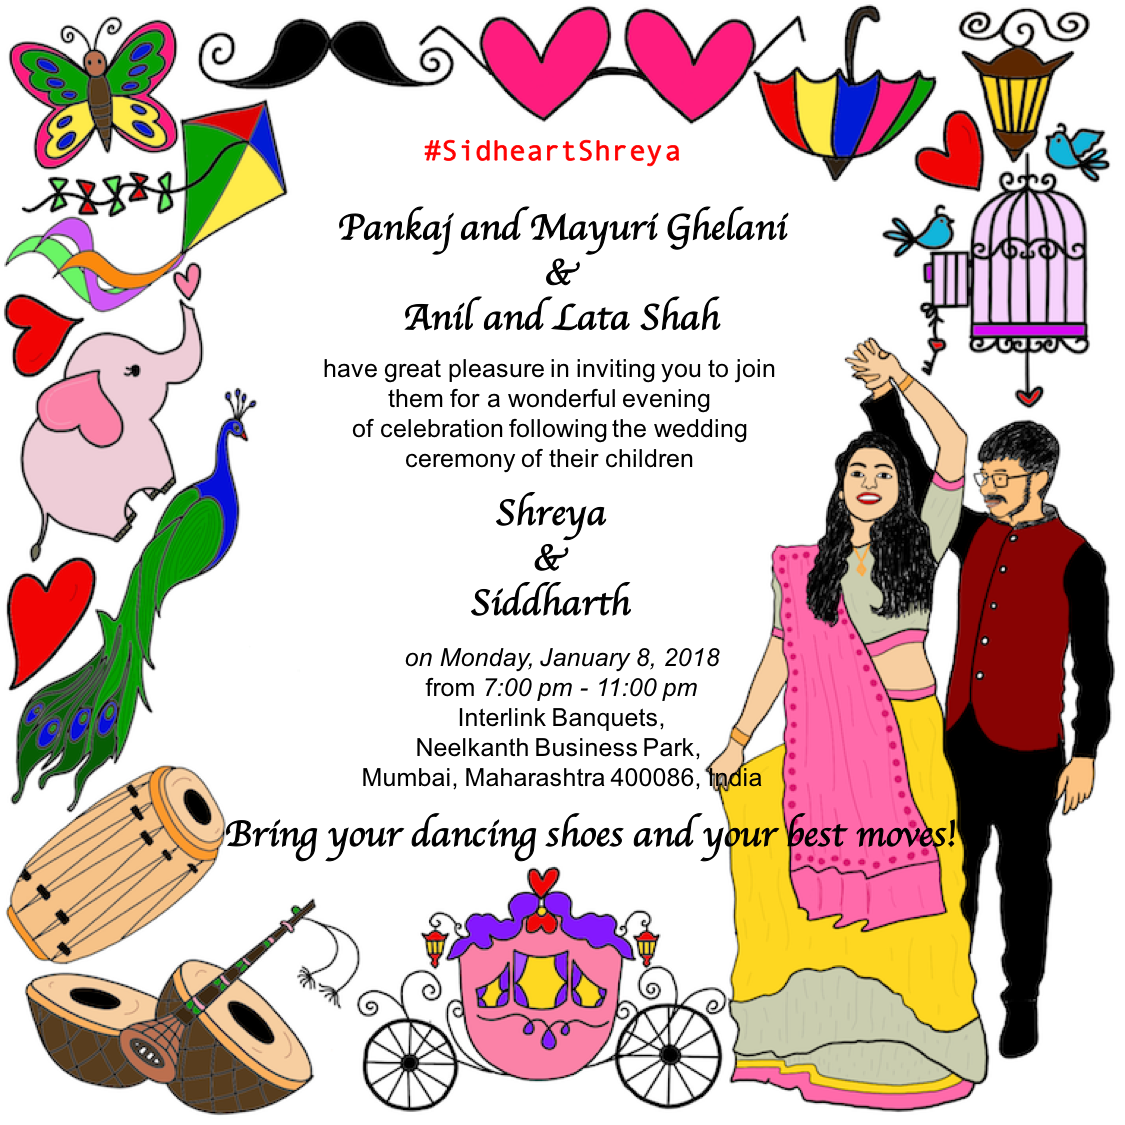 #SidheartShreya
Pankaj and Mayuri Ghelani
&
Anil and Lata Shah
have great pleasure in inviting you to join
them for a wonderful evening
of celebration following the wedding
ceremony of their children
Shreya
&
Siddharth
on Monday, January 8, 2018
from 7:00 pm - 11:00 pm
Interlink Banquets,
Neelkanth Business Park,
Mumbai, Maharashtra 400086, India
Bring your dancing shoes and your best moves!